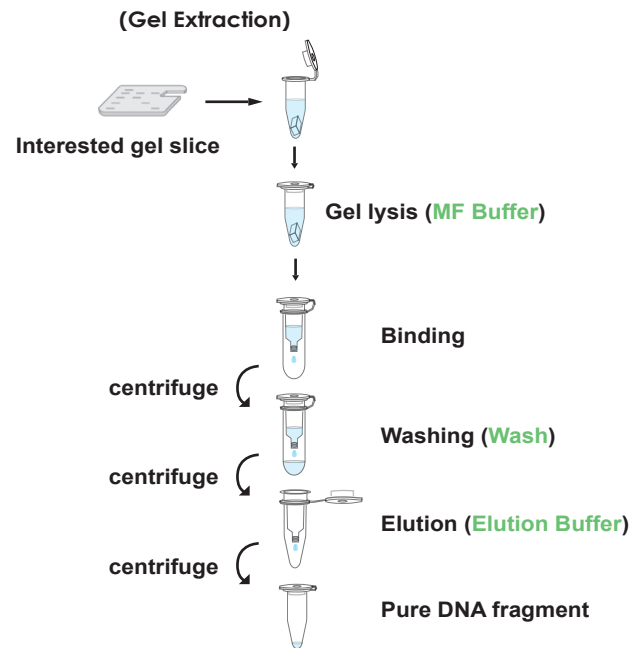 (Gel Extraction)
Interested gel slice
Gel lysis (MF Buffer)
Binding
centrifuge
Washing (Wash)
centrifuge
Elution (Elution Buffer)
centrifuge
Pure DNA fragment